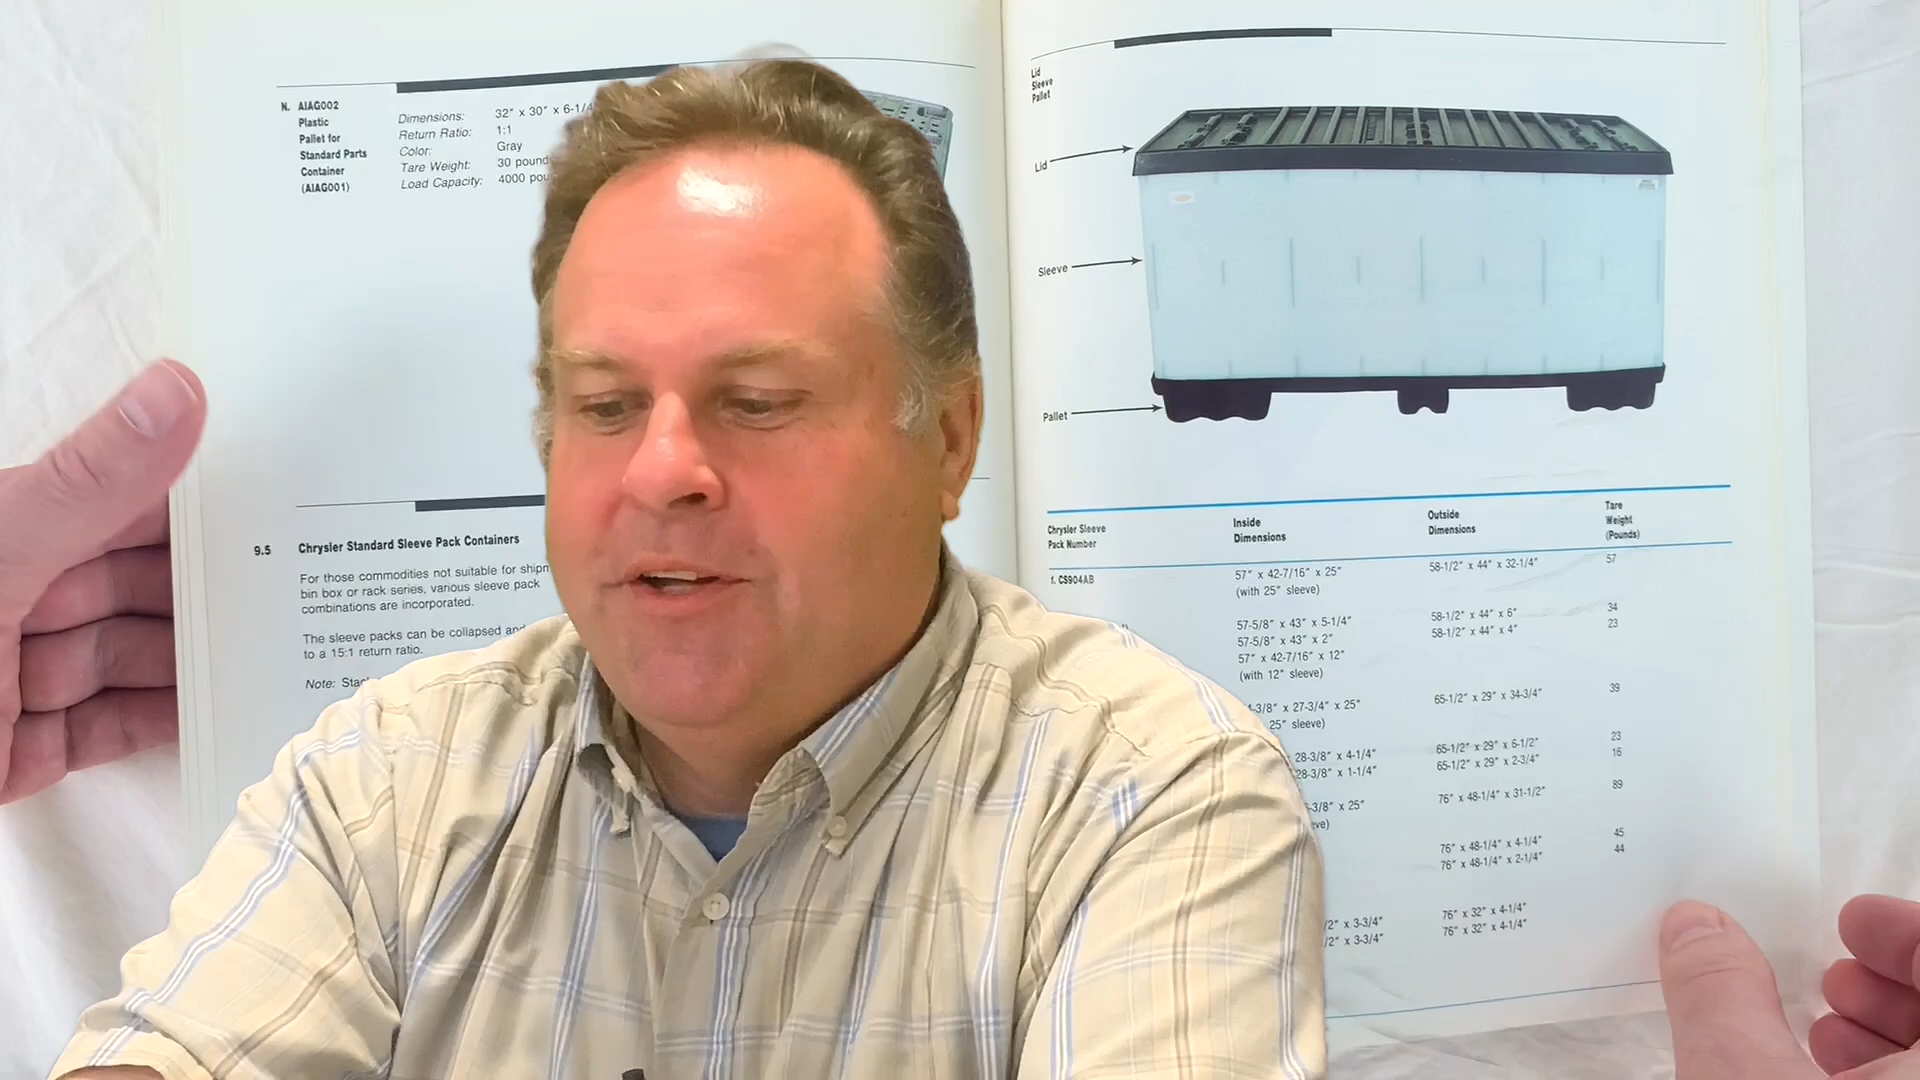 N. AIAG002
Plastic
Pallet for
Standard Parts
Container
(AIAG001)
Dimensions: 32" x 30" x 6-1/4
Return Ratio: 1:1
Color: Gray
Tare Weight: 30 pounds
Load Capacity: 4000
9.5 Chrysler Standard Sleeve Pack Containers
For those commodities not suitable for
bin box or rack series, various sleeve pack
combinations are incorporated.
The sleeve packs can be collapsed and
to a 15:1 return ratio.
Note:
Lid
Sleeve
Pallet
Lid
Sleeve
Pallet
Chrysler Sleeve
Pack Number
Inside
Dimensions
Outside
Dimensions
Tare
Weight
(Pounds)
f. CS904AB 57" x 42-7/16" x 25" 58-1/2" x 44" x 32-1/4" 57
(with 25" sleeve)
57-5/8" x 43" x 5-1/4" 58-1/2" x 44" x 6" 34
57-5/8" x 43" x 2" 58-1/2" x 44" x 4" 23
57" x 42-7/16" x 12"
(with 12" sleeve)
x 27-3/4" x 25" 65-1/2" x 29" x 34-3/4" 39
25" sleeve)
28-3/8" x 4-1/4" 65-1/2" x 29" x 6-1/2" 23
28-3/8" x 1-1/4" 65-1/2" x 29" x 2-3/4" 16
x 25" 76" x 48-1/4" x 31-1/2" 89
76" x 48-1/4" x 4-1/4" 45
76" x 48-1/4" x 2-1/4" 44
x 3-3/4" 76" x 32" x 4-1/4"
x 3-3/4" 76" x 32" x 4-1/4"